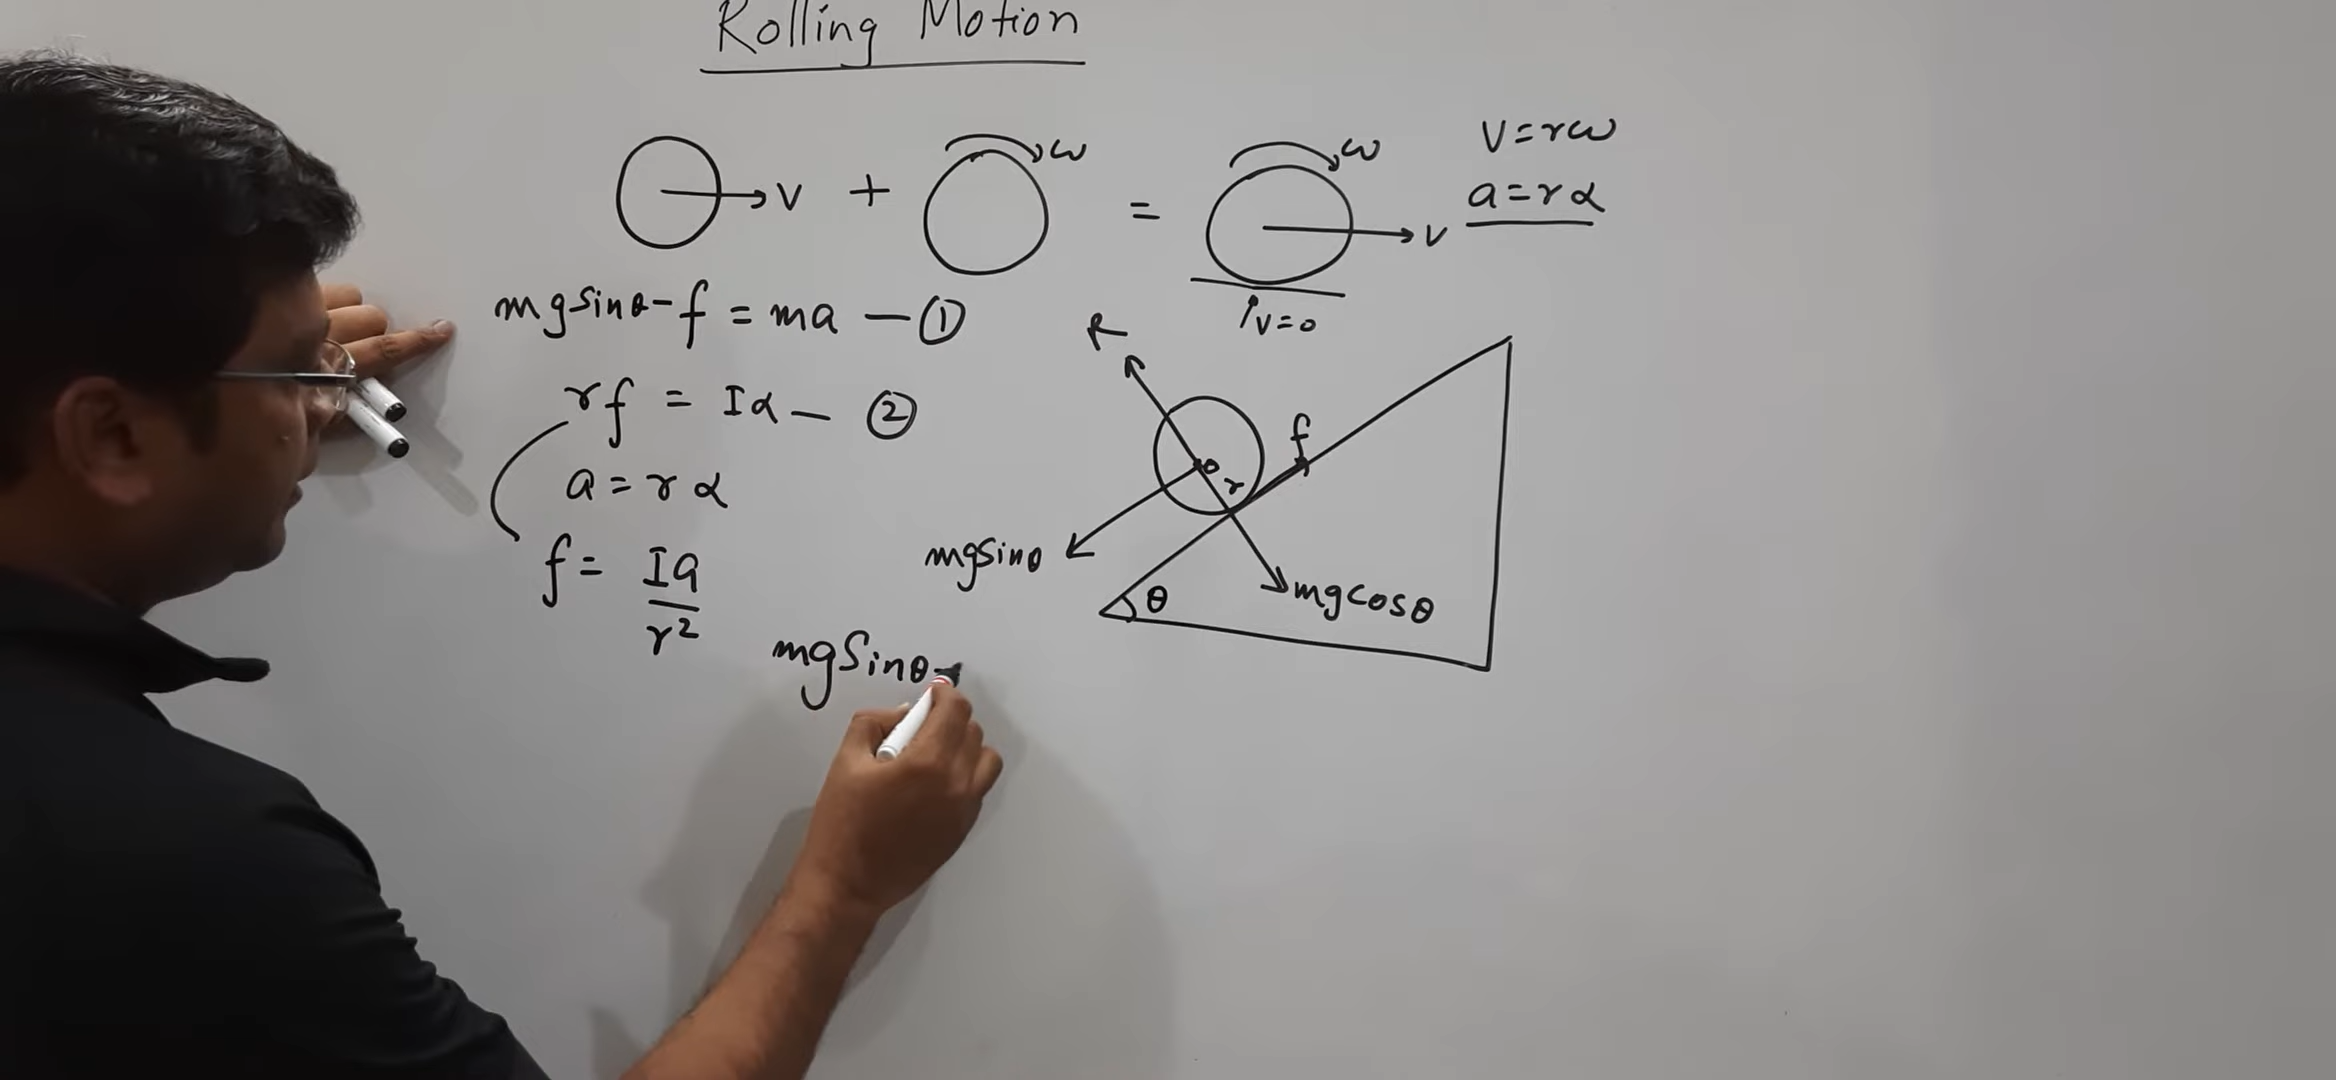 Rolling Motion
V + ω = ω V
V=rω
a=rα
V=0
mgsinθ-f = ma — ①
rf = Iα — ②
a=rα
f= Ia/r²
mgSinθ-
R
f
r
mgsinθ
mgcosθ
θ